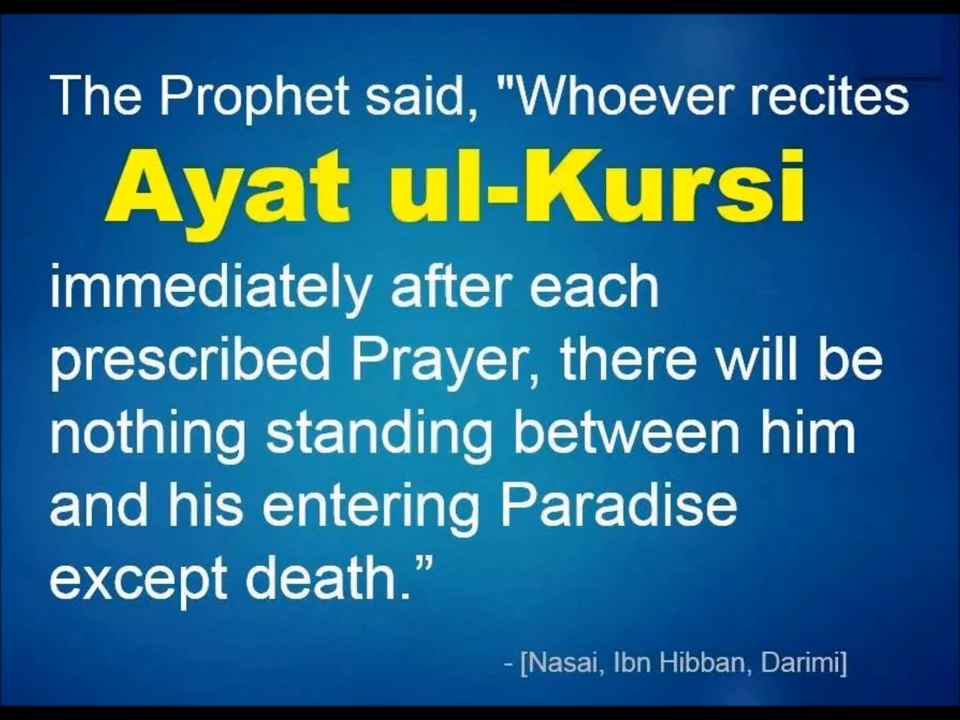 The Prophet said, "Whoever recites
Ayat ul-Kursi
immediately after each
prescribed Prayer, there will be
nothing standing between him
and his entering Paradise
except death.”
- [Nasai, Ibn Hibban, Darimi]